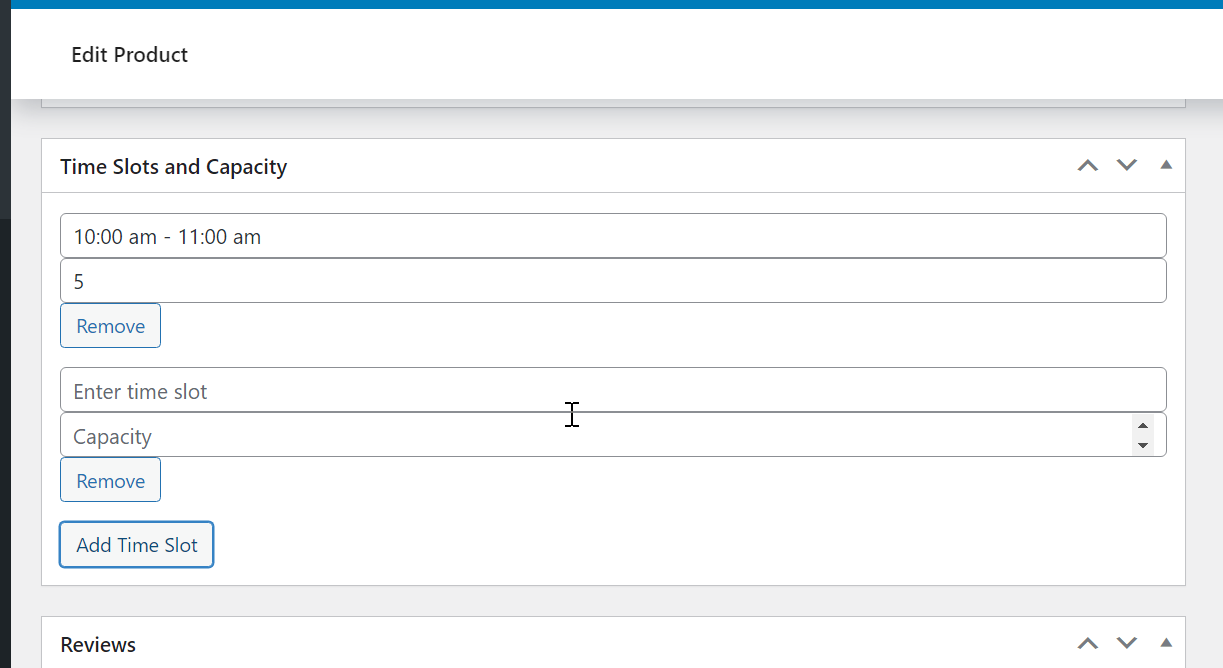 Edit Product
Time Slots and Capacity
10:00 am - 11:00 am
5
Remove
Enter time slot
Capacity
Remove
Add Time Slot
Reviews